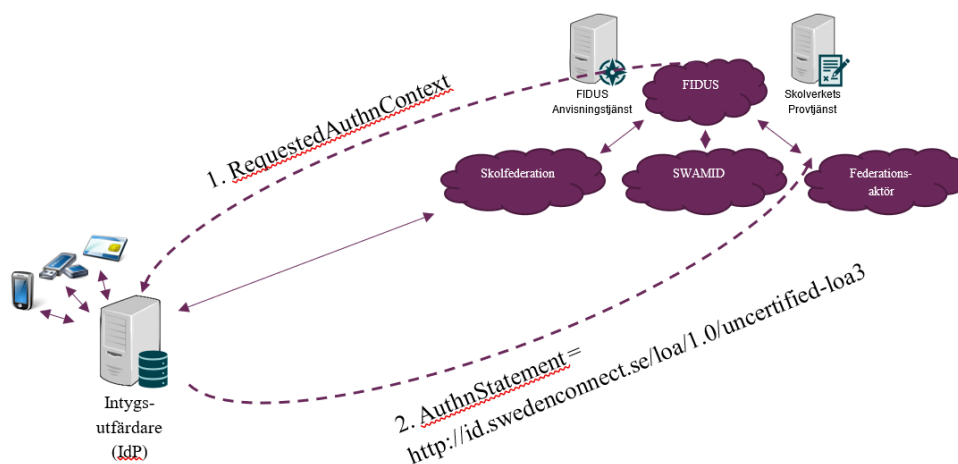 FIDUS
Anvisningstjänst
FIDUS
Skolverkets
Provtjänst
1. RequestedAuthnContext
Skolfederation
SWAMID
Federations-
aktör
2. AuthnStatement =
http://id.swedenconnect.se/loa/1.0/uncertified-loa3
Intygs-
utfärdare
(IdP)